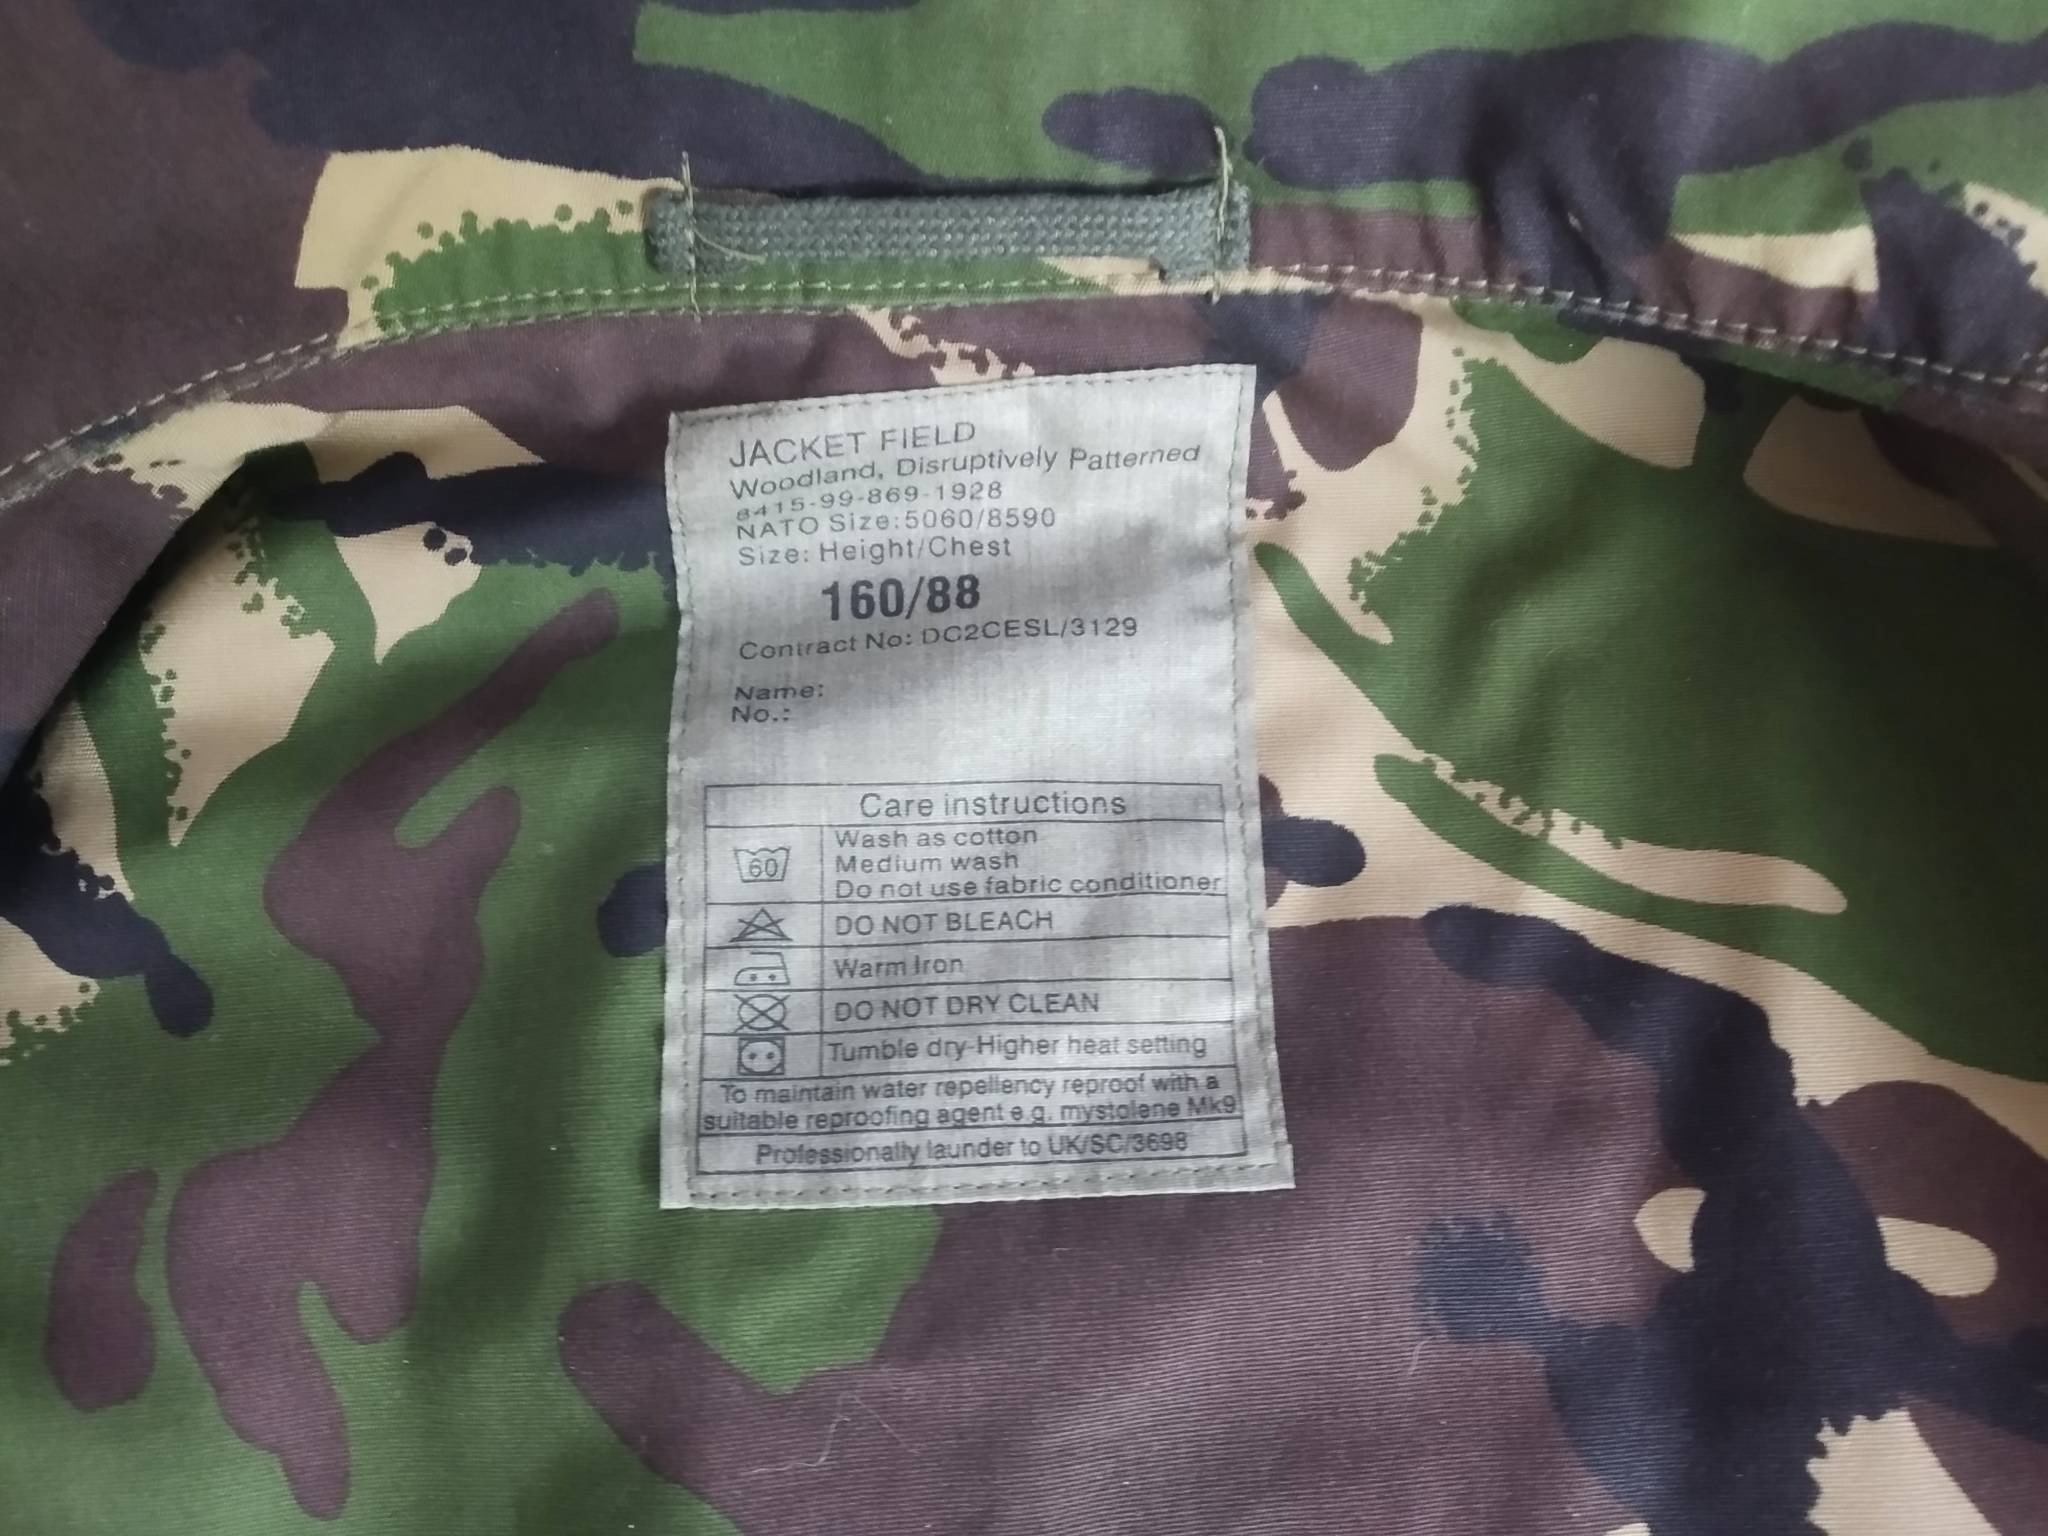 JACKET FIELD
Woodland, Disruptively Patterned
8415-99-869-1928
NATO Size:5060/8590
Size: Height/Chest
160/88
Contract No: DC2CESL/3129
Name:
No.:
Care instructions
60
Wash as cotton
Medium wash
Do not use fabric conditioner
DO NOT BLEACH
Warm Iron
DO NOT DRY CLEAN
Tumble dry-Higher heat setting
To maintain water repellency reproof with a
suitable reproofing agent e.g. mystolene Mk9
Professionally launder to UK/SC/3698